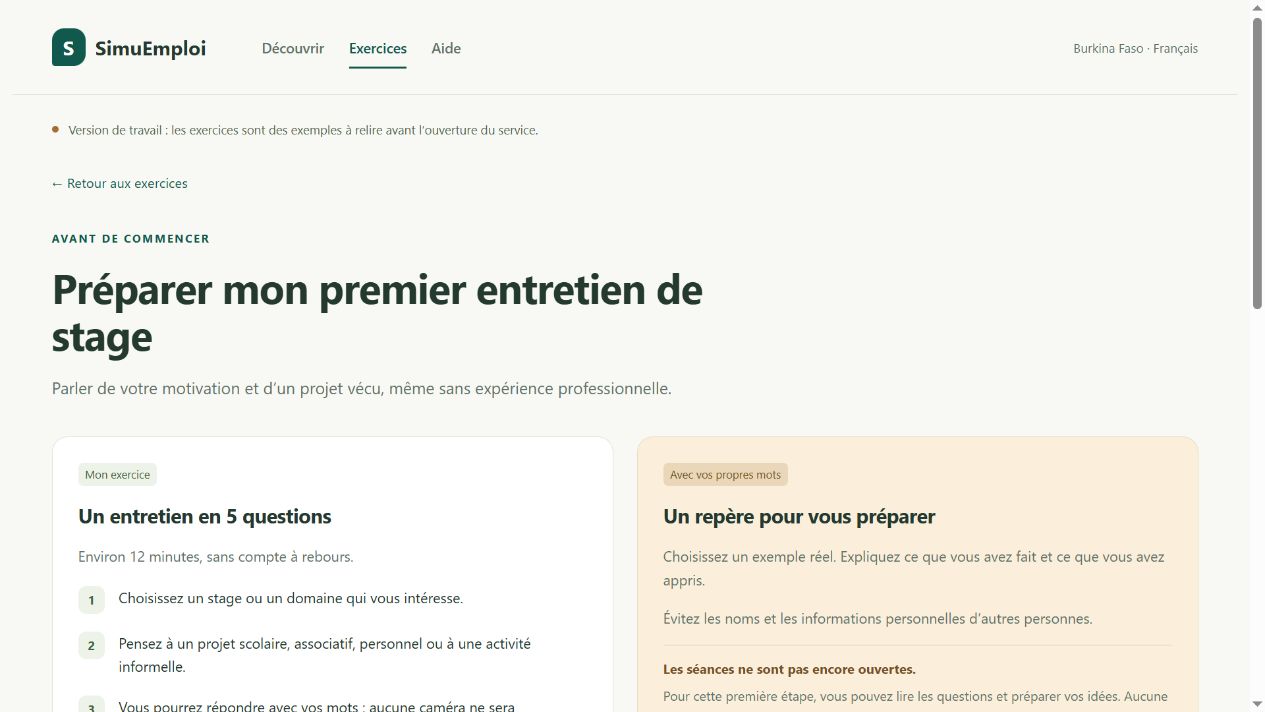 S SimuEmploi Découvrir Exercices Aide Burkina Faso · Français
Version de travail : les exercices sont des exemples à relire avant l'ouverture du service.
← Retour aux exercices
AVANT DE COMMENCER
Préparer mon premier entretien de
stage
Parler de votre motivation et d'un projet vécu, même sans expérience professionnelle.
Mon exercice
Un entretien en 5 questions
Environ 12 minutes, sans compte à rebours.
1 Choisissez un stage ou un domaine qui vous intéresse.
2 Pensez à un projet scolaire, associatif, personnel ou à une activité
informelle.
3 Vous pourrez répondre avec vos mots : aucune caméra ne sera
Avec vos propres mots
Un repère pour vous préparer
Choisissez un exemple réel. Expliquez ce que vous avez fait et ce que vous avez
appris.
Évitez les noms et les informations personnelles d'autres personnes.
Les séances ne sont pas encore ouvertes.
Pour cette première étape, vous pouvez lire les questions et préparer vos idées. Aucune